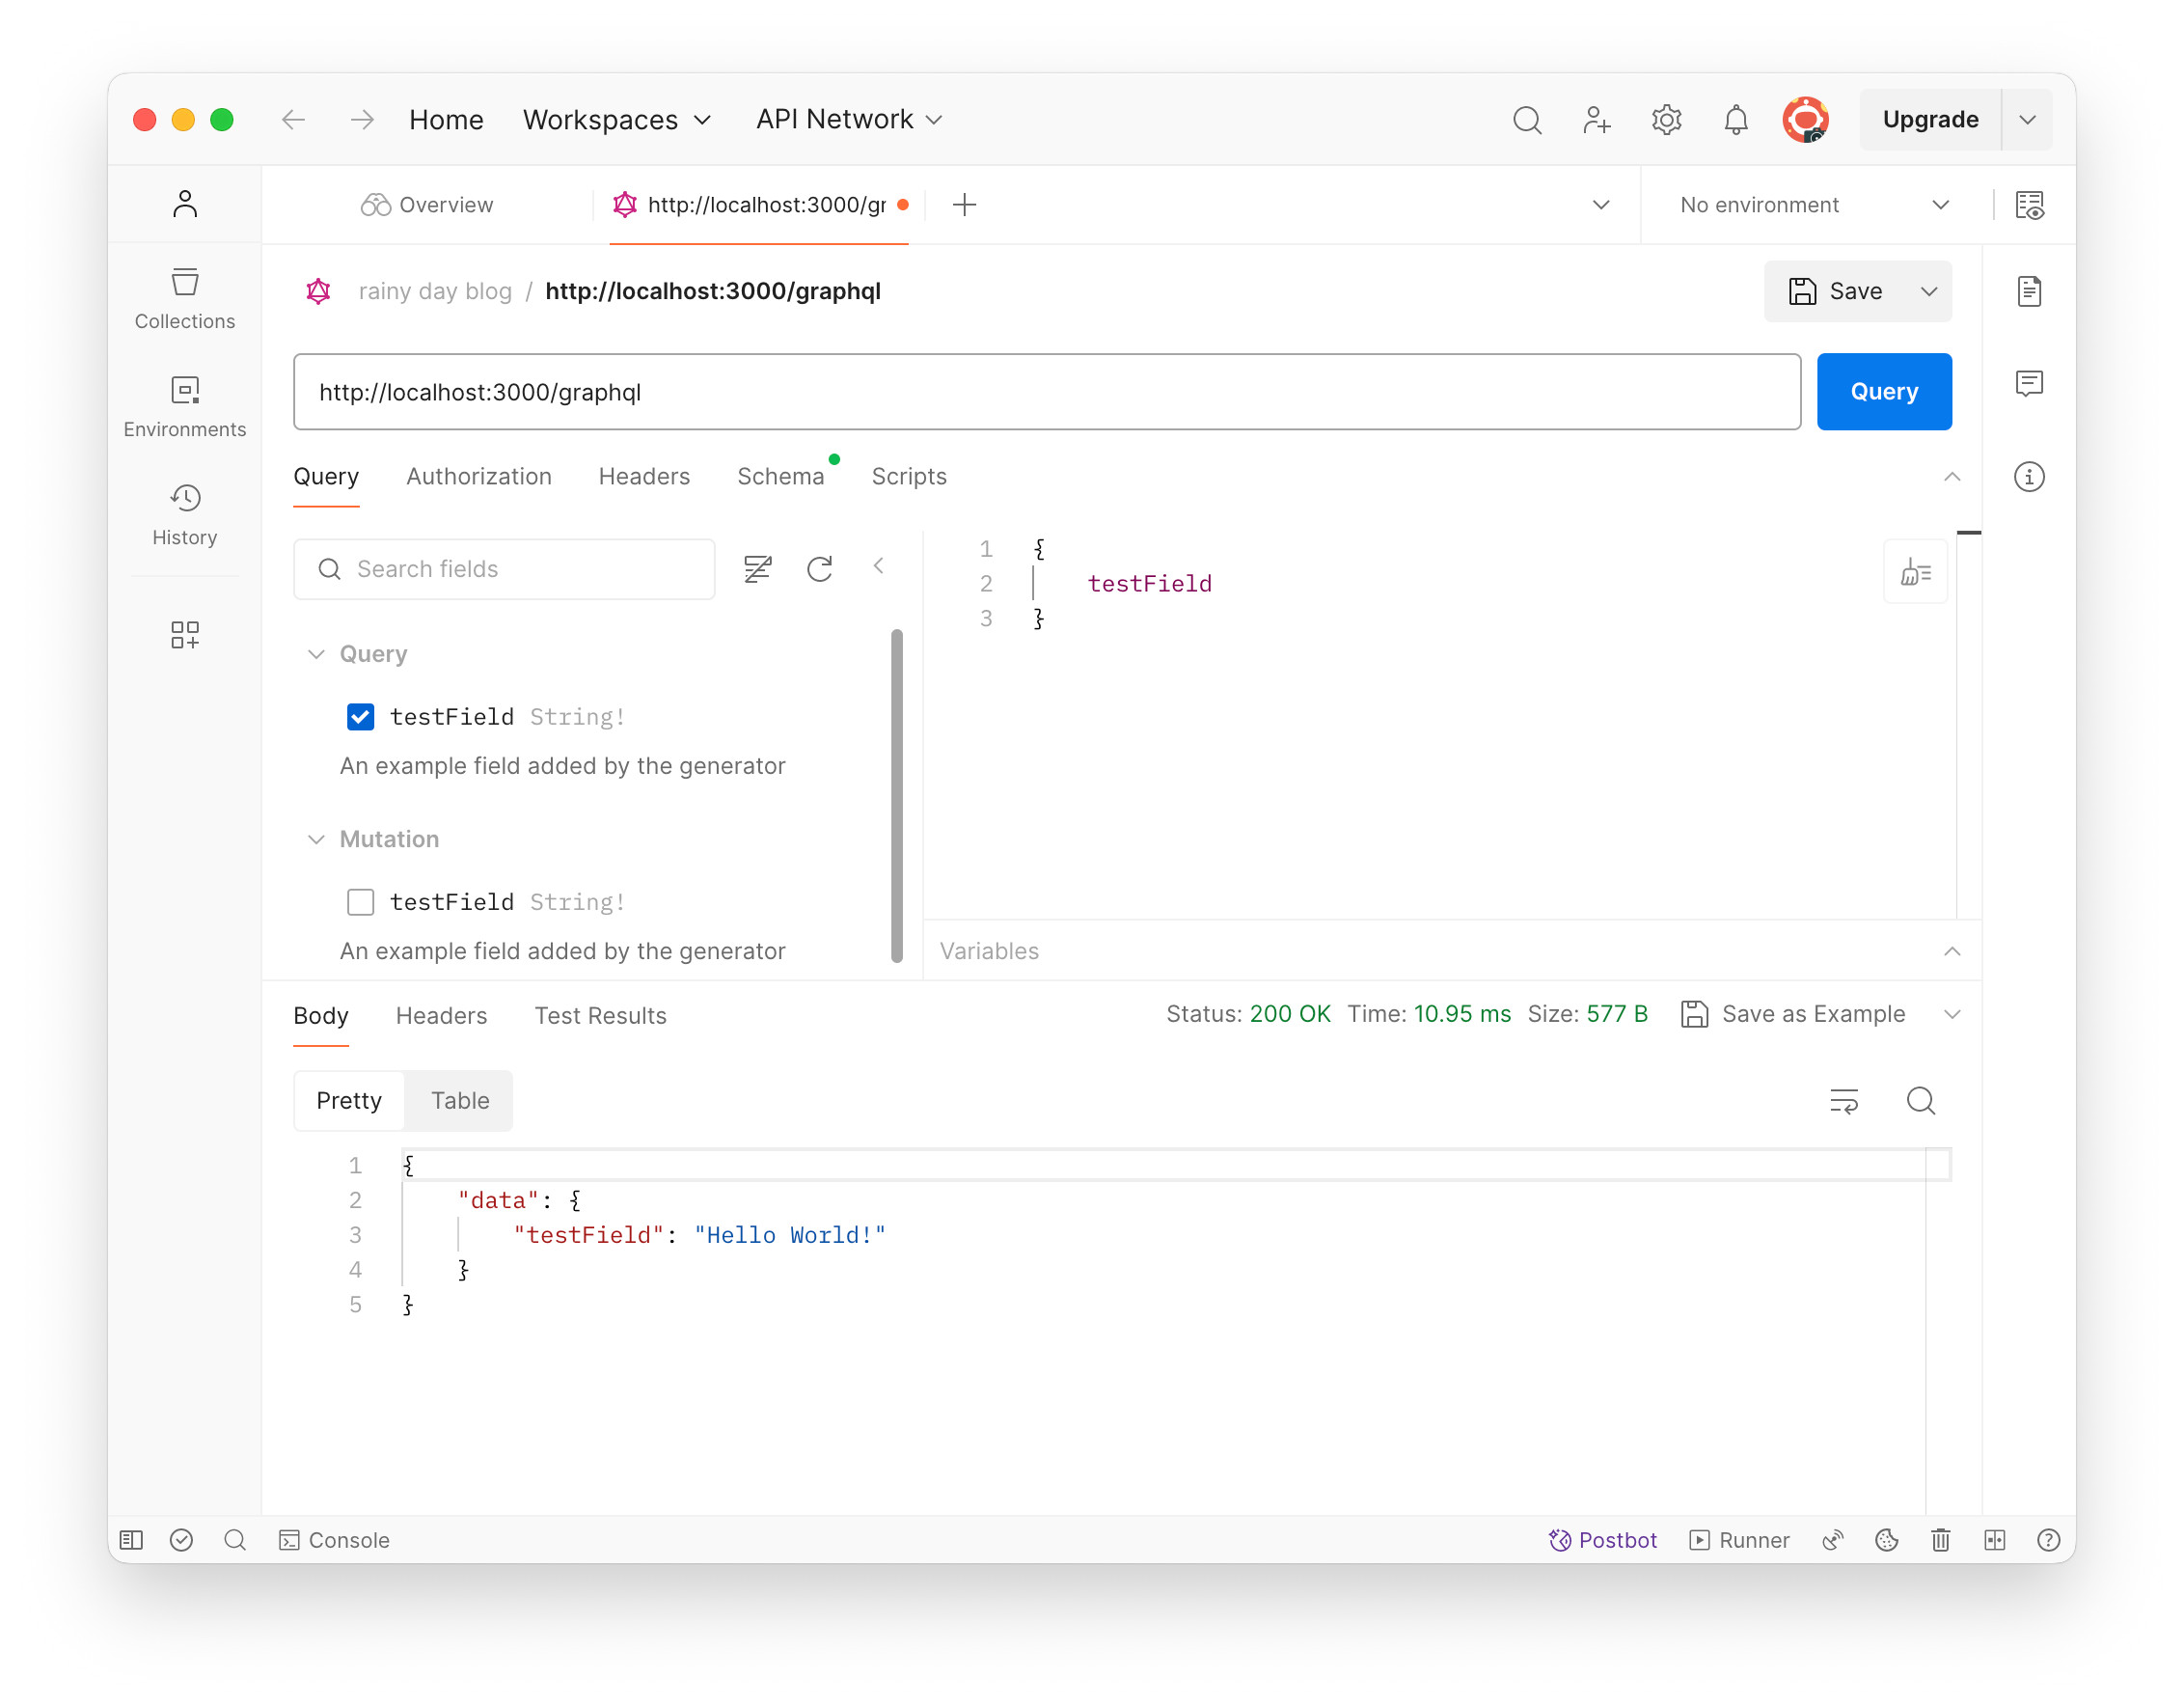 Home Workspaces API Network Upgrade
Overview http://localhost:3000/gr No environment
rainy day blog / http://localhost:3000/graphql Save
Collections
http://localhost:3000/graphql Query
Environments
Query Authorization Headers Schema Scripts
History
Search fields
1 {
2 testField
3 }
Query
testField String!
An example field added by the generator
Mutation
testField String!
An example field added by the generator
Variables
Body Headers Test Results Status: 200 OK Time: 10.95 ms Size: 577 B Save as Example
Pretty Table
1 {
2 "data": {
3 "testField": "Hello World!"
4 }
5 }
Console Postbot Runner